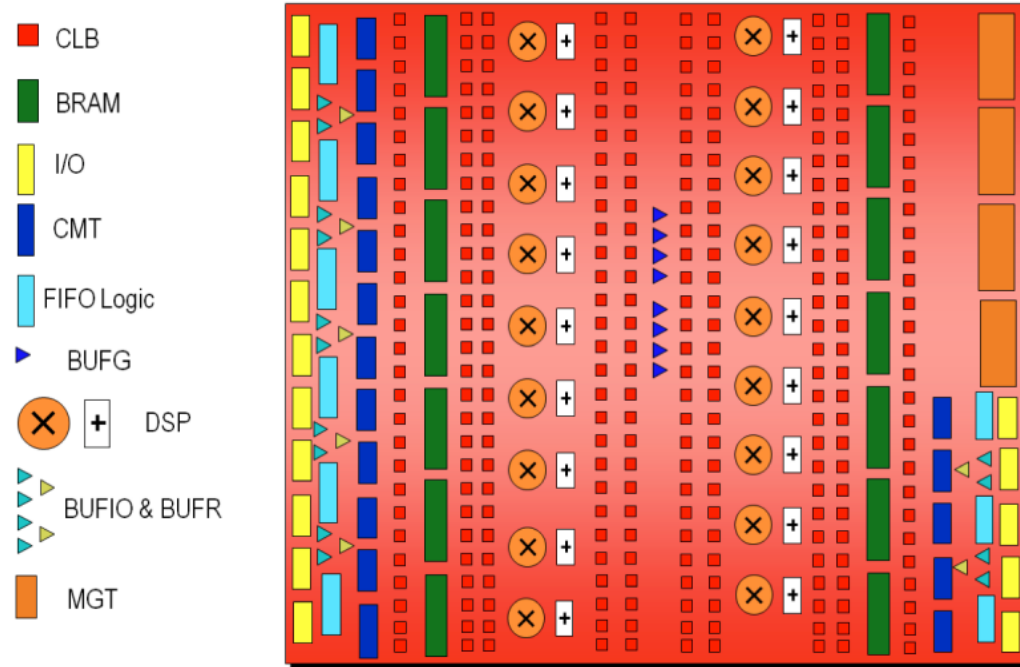 CLB
BRAM
I/O
CMT
FIFO Logic
BUFG
DSP
BUFIO & BUFR
MGT